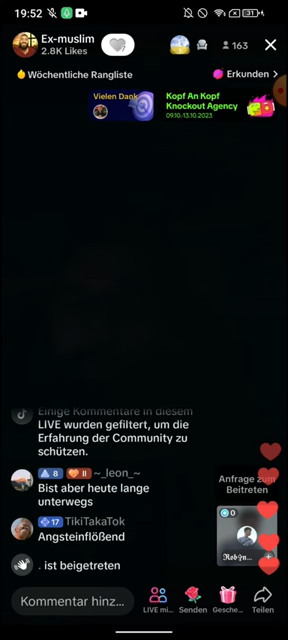 19:52
Ex-muslim
2.8K Likes
163
Wöchentliche Rangliste
Erkunden >
Vielen Dank
Kopf An Kopf
Knockout Agency
09.10-13.10.2023
Einige Kommentare in diesem
LIVE wurden gefiltert, um die
Erfahrung der Community zu
schützen.
8 II ~_leon_~
Bist aber heute lange
unterwegs
17 TikiTakaTok
Angsteinflößend
. ist beigetreten
Anfrage zum
Beitreten
0
Kommentar hinz...
LIVE mi...
Senden
Gesche...
Teilen